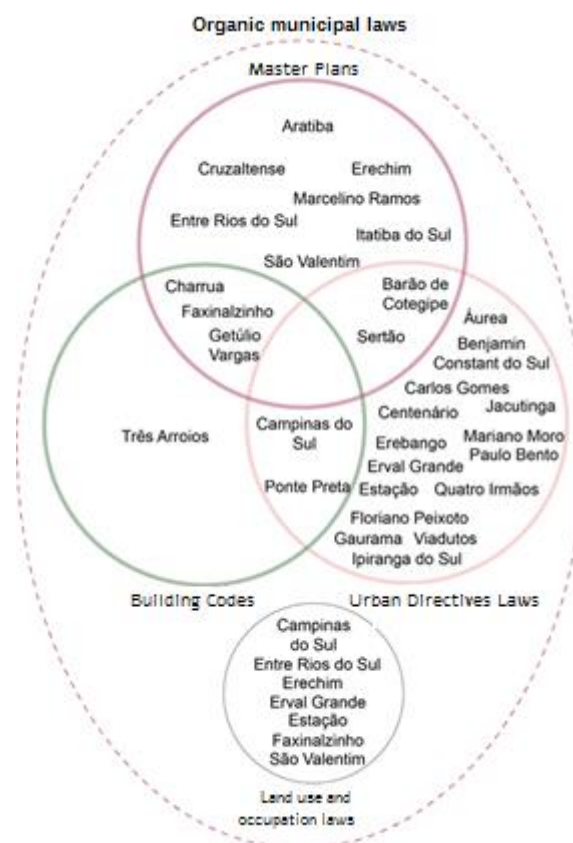 Organic municipal laws
Master Plans
Aratiba
Cruzaltense
Erechim
Marcelino Ramos
Entre Rios do Sul
Itatiba do Sul
São Valentim
Charrua
Faxinalzinho
Getúlio
Vargas
Barão de
Cotegipe
Sertão
Áurea
Benjamin
Constant do Sul
Carlos Gomes
Centenário
Jacutinga
Três Arroios
Campinas do
Sul
Erebango
Mariano Moro
Paulo Bento
Erval Grande
Ponte Preta
Estação
Quatro Irmãos
Floriano Peixoto
Gaurama
Viadutos
Ipiranga do Sul
Building Codes
Urban Directives Laws
Campinas
do Sul
Entre Rios do Sul
Erechim
Erval Grande
Estação
Faxinalzinho
São Valentim
Land use and
occupation laws